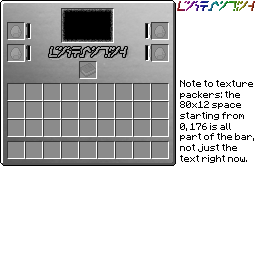 Note to texture
packers: the
80x12 space
starting from
0,176 is all
part of the bar,
not just the
text right now.